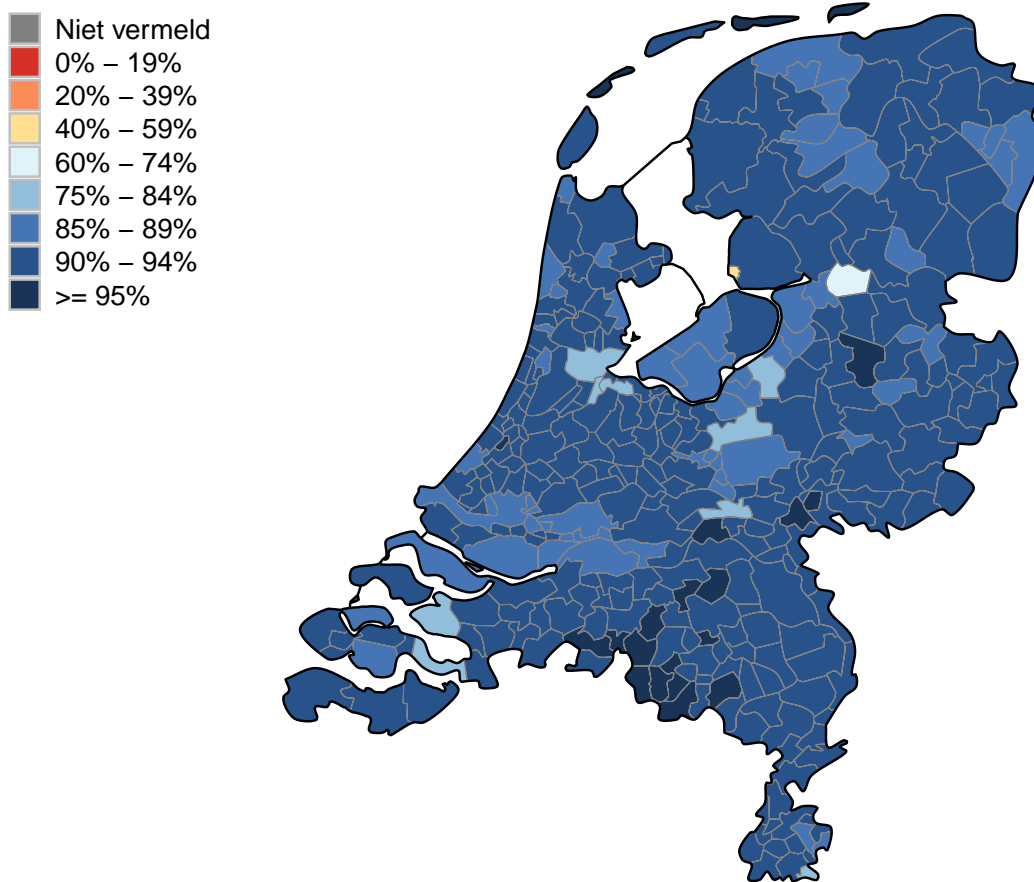 Niet vermeld
0% – 19%
20% – 39%
40% – 59%
60% – 74%
75% – 84%
85% – 89%
90% – 94%
>= 95%